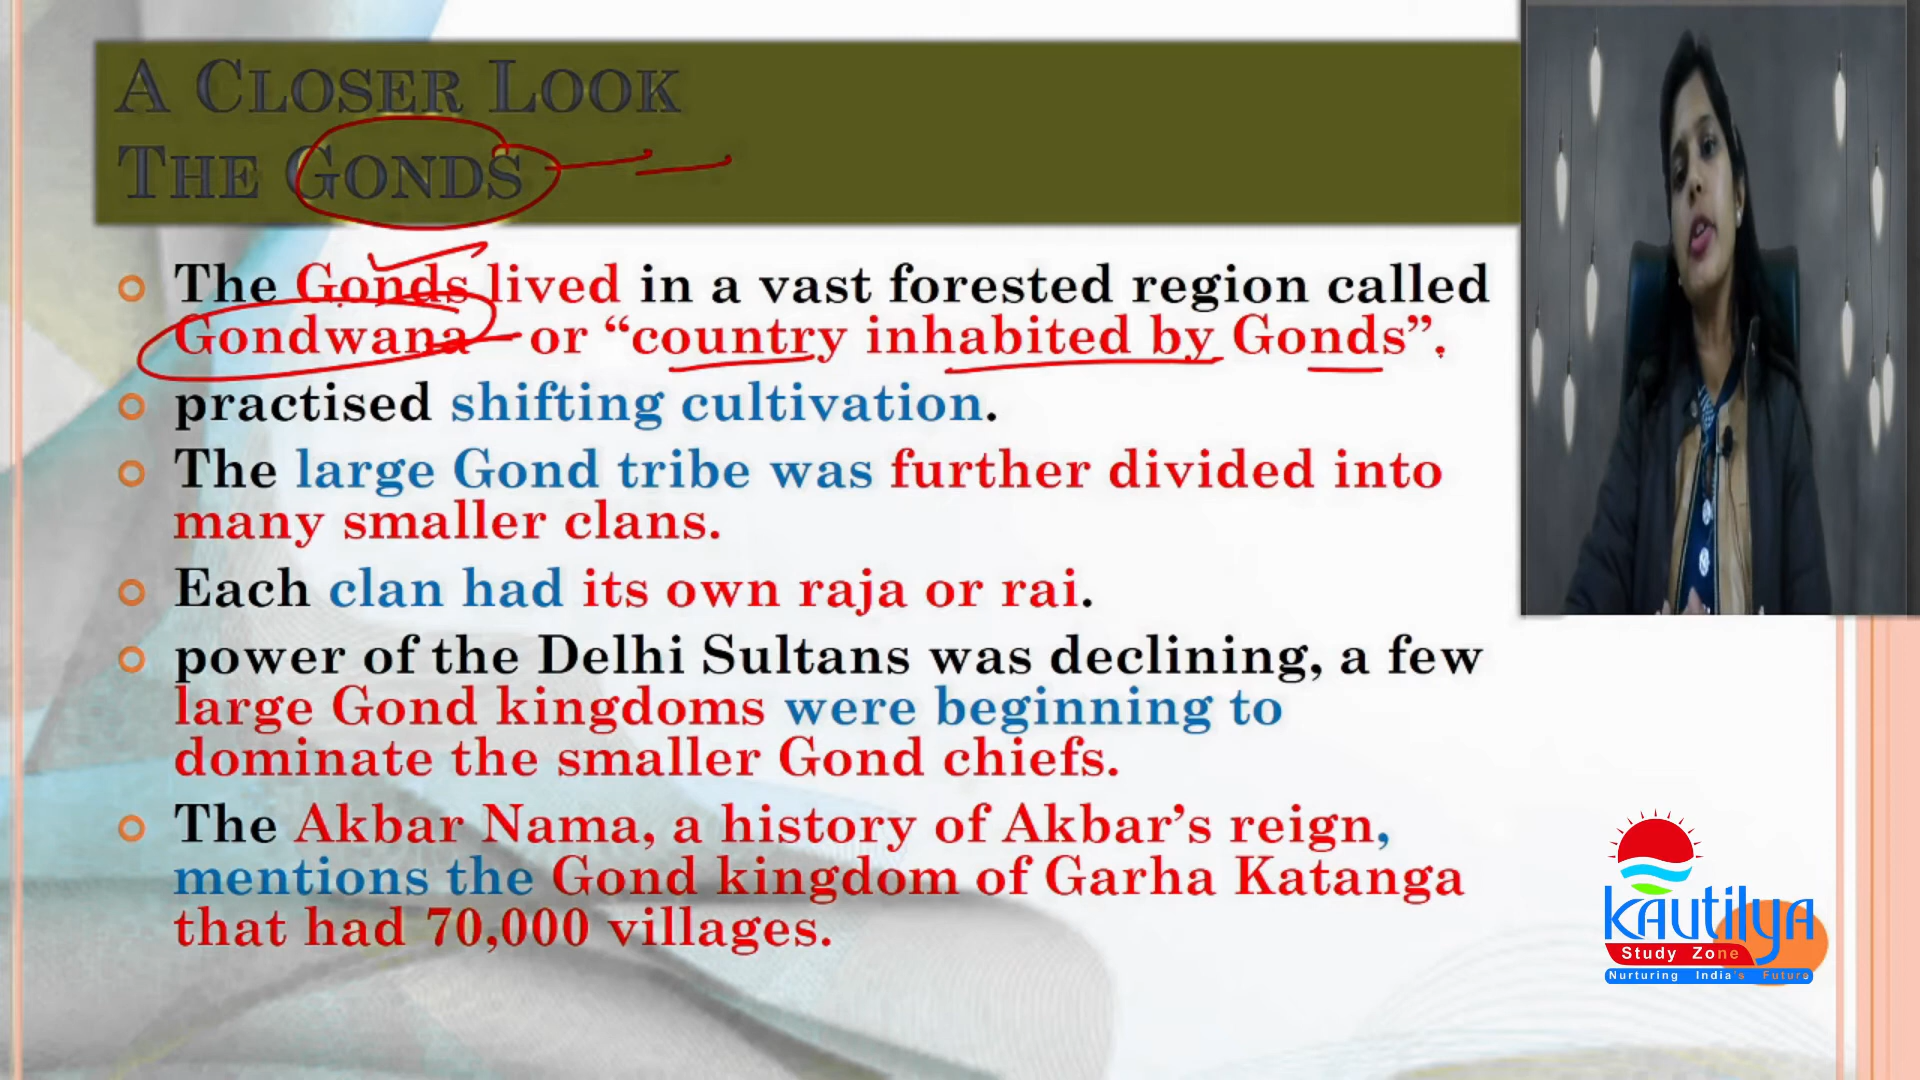 A CLOSER LOOK
THE GONDS
The Gonds lived in a vast forested region called
Gondwana or “country inhabited by Gonds”.
practised shifting cultivation.
The large Gond tribe was further divided into
many smaller clans.
Each clan had its own raja or rai.
power of the Delhi Sultans was declining, a few
large Gond kingdoms were beginning to
dominate the smaller Gond chiefs.
The Akbar Nama, a history of Akbar’s reign,
mentions the Gond kingdom of Garha Katanga
that had 70,000 villages.
Kautilya
Study Zone
Nurturing India's Future